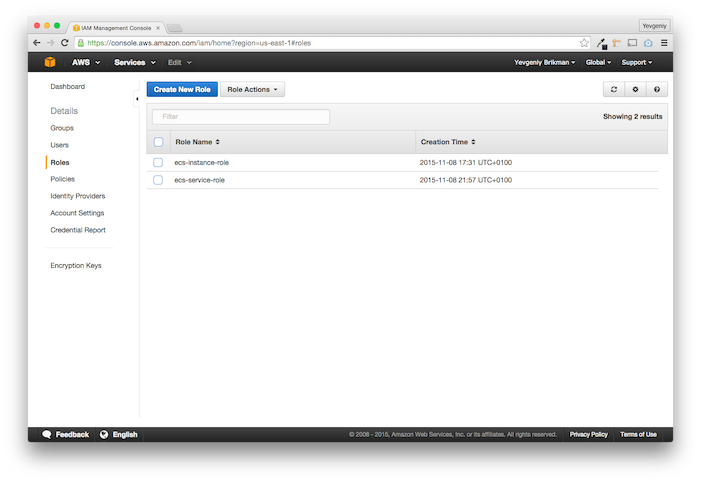 IAM Management Console
Yevgeniy
https://console.aws.amazon.com/iam/home?region=us-east-1#roles
AWS Services Edit Yevgeniy Brikman Global Support
Dashboard
Details
Groups
Users
Roles
Policies
Identity Providers
Account Settings
Credential Report
Encryption Keys
Create New Role Role Actions
Filter Showing 2 results
Role Name Creation Time
ecs-instance-role 2015-11-08 17:31 UTC+0100
ecs-service-role 2015-11-08 21:57 UTC+0100
Feedback English © 2008 - 2015, Amazon Web Services, Inc. or its affiliates. All rights reserved. Privacy Policy Terms of Use